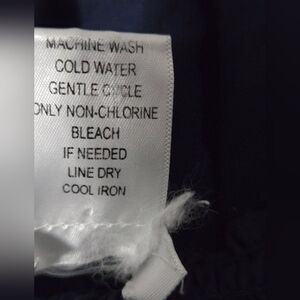 MACHINE WASH
COLD WATER
GENTLE CYCLE
ONLY NON-CHLORINE
BLEACH
IF NEEDED
LINE DRY
COOL IRON